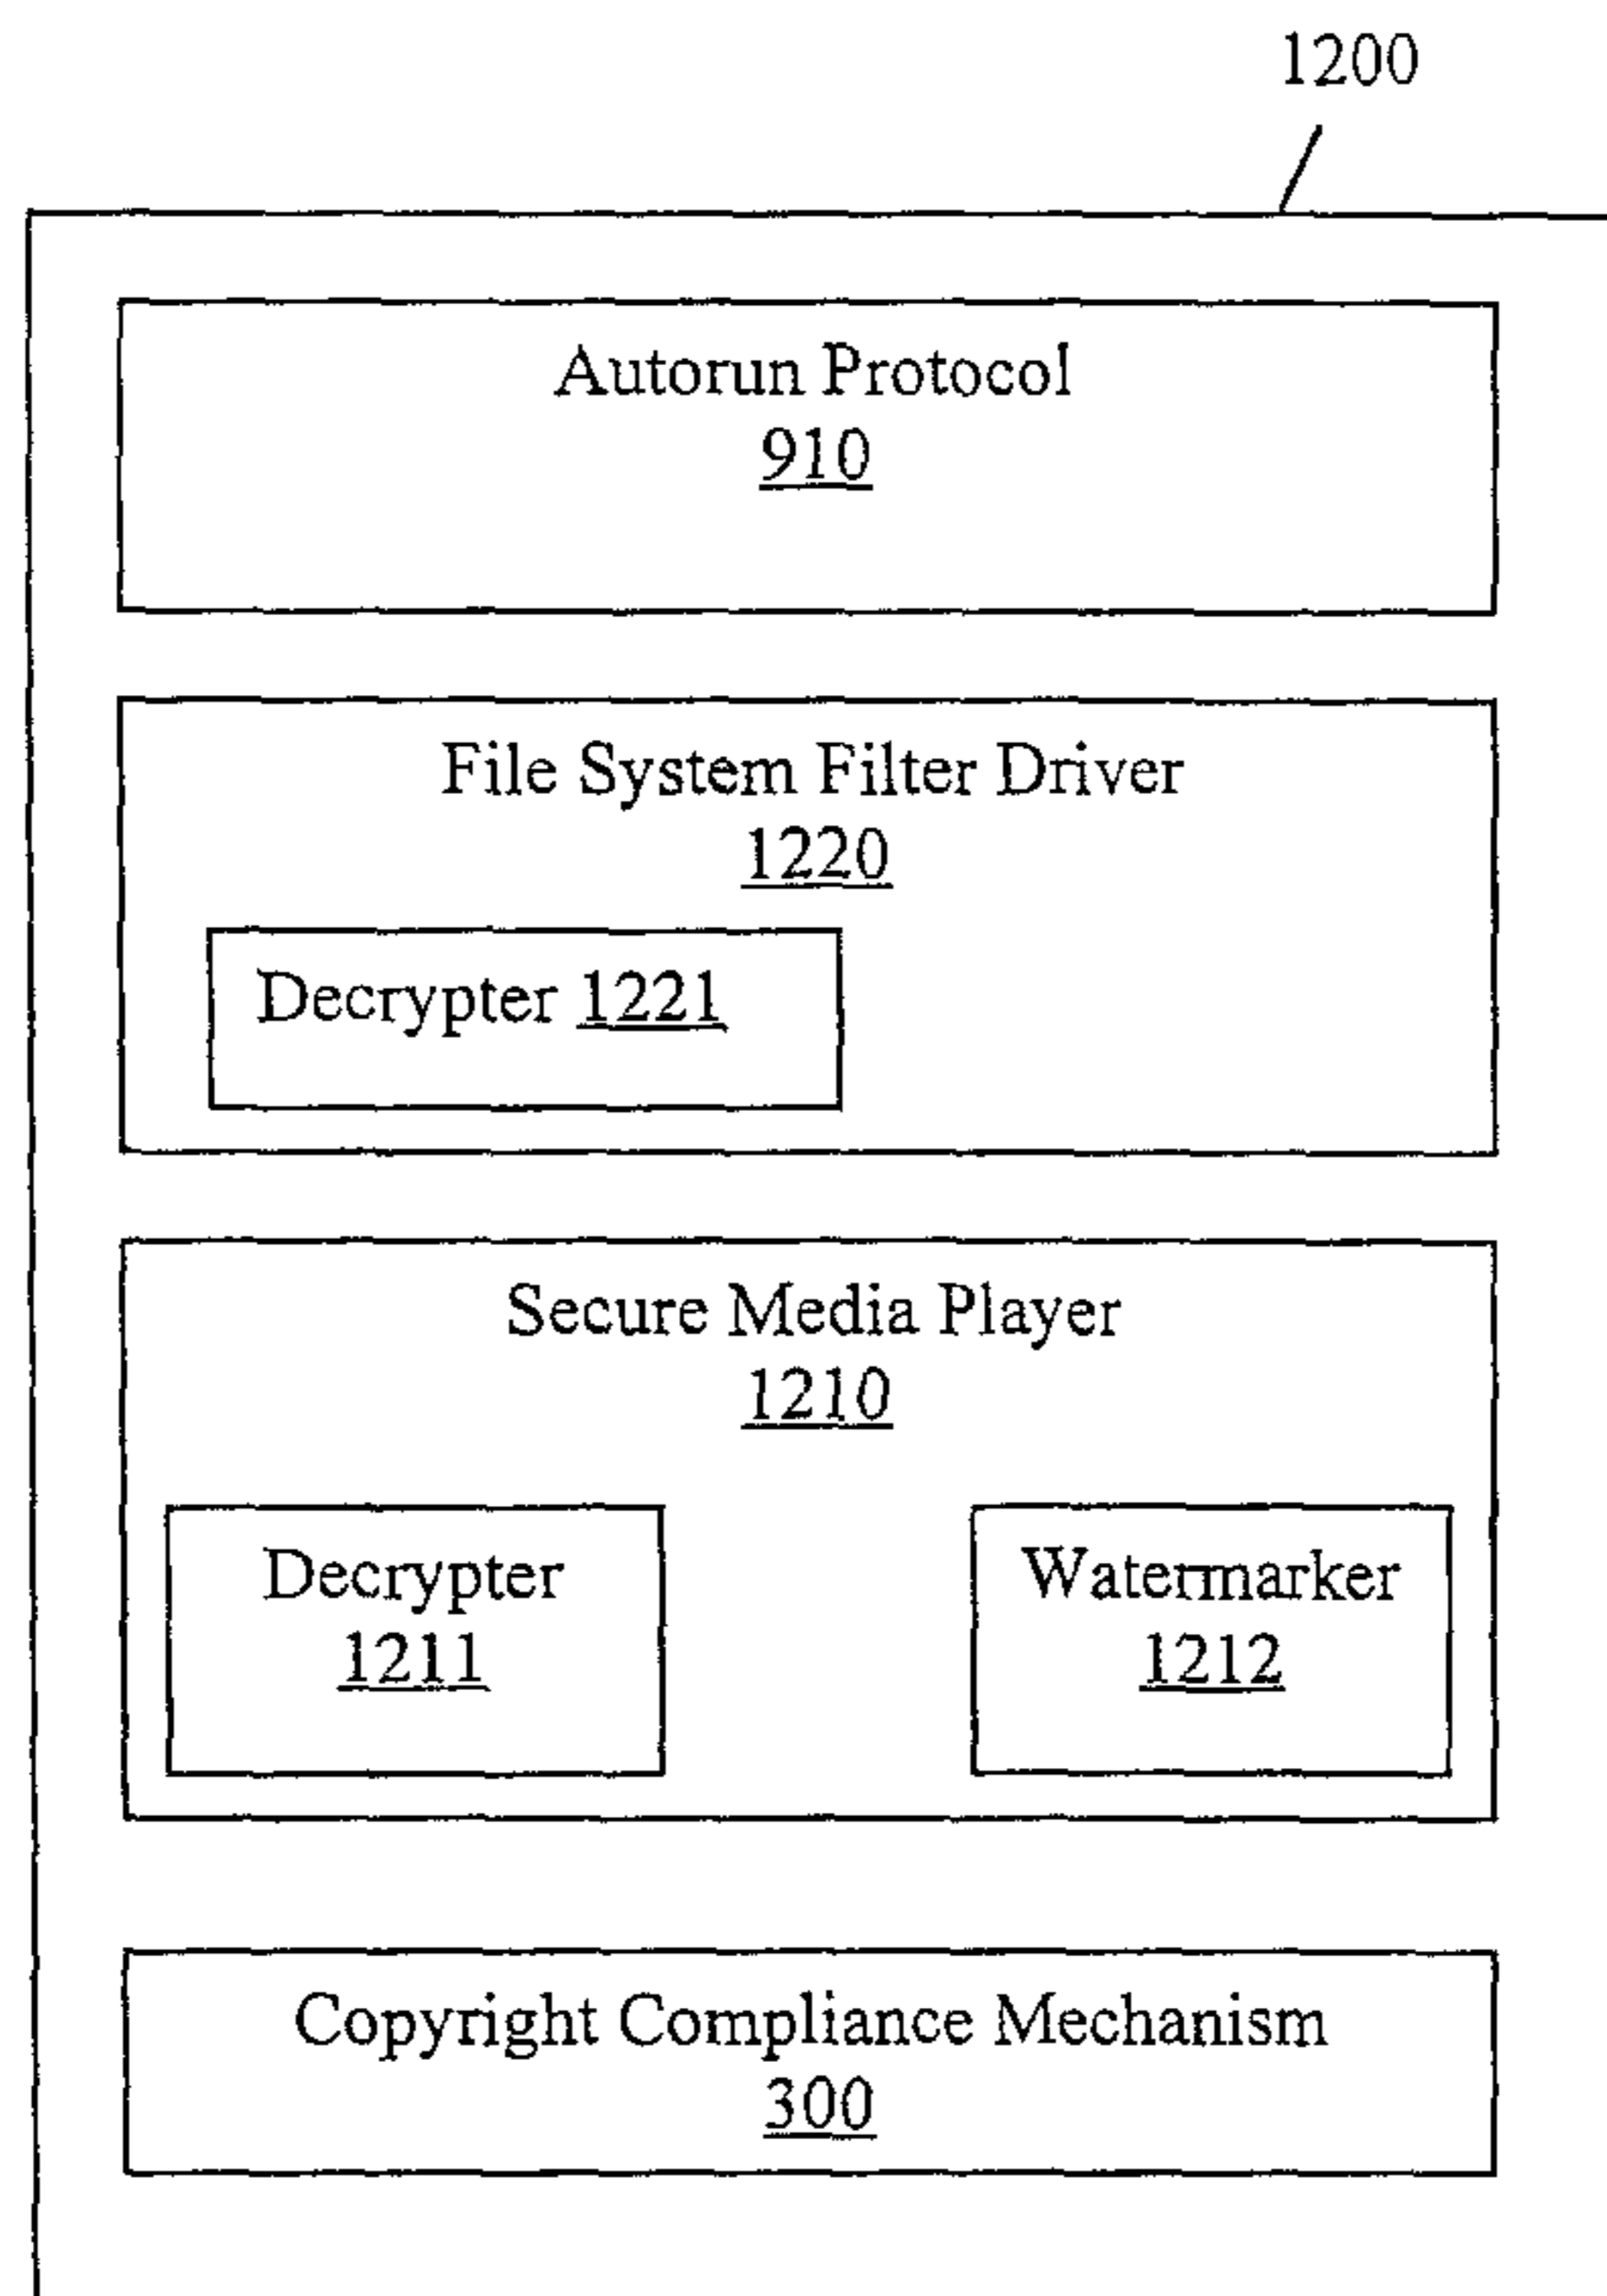 1200
Autorun Protocol
910
File System Filter Driver
1220
Decrypter 1221
Secure Media Player
1210
Decrypter
1211
Watermarker
1212
Copyright Compliance Mechanism
300